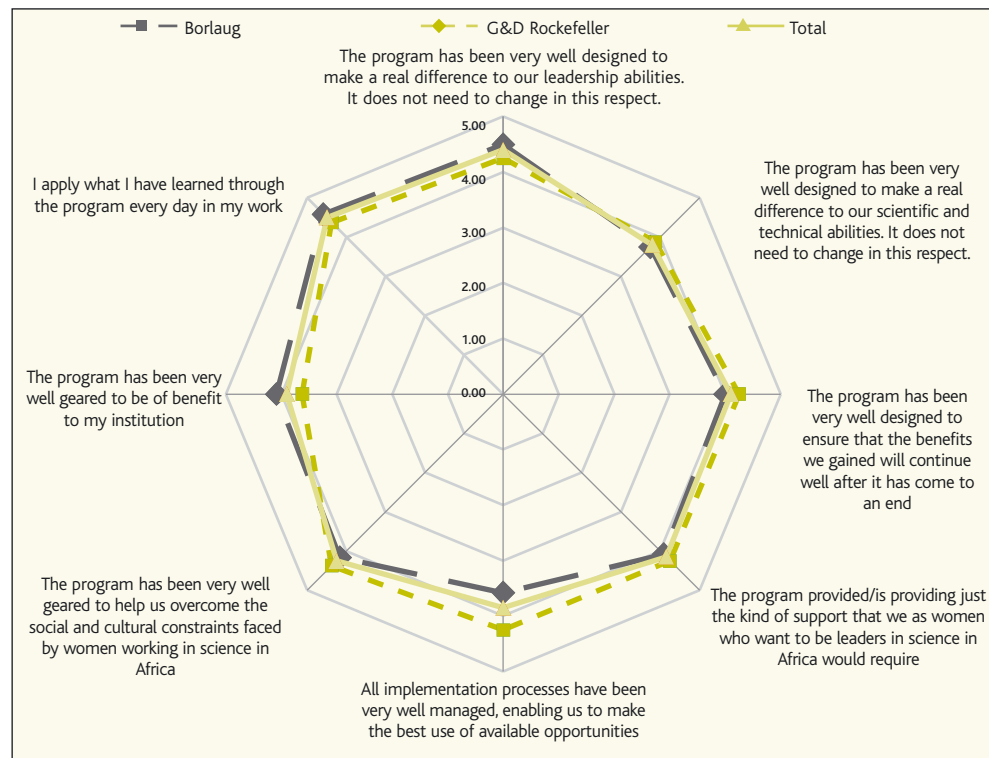 Borlaug
G&D Rockefeller
Total
The program has been very well designed to
make a real difference to our leadership abilities.
It does not need to change in this respect.
5.00
4.00
3.00
2.00
1.00
0.00
The program has been very
well designed to make a real
difference to our scientific and
technical abilities. It does not
need to change in this respect.
The program has been
very well designed to
ensure that the benefits
we gained will continue
well after it has come to
an end
The program provided/is providing just
the kind of support that we as women
who want to be leaders in science in
Africa would require
All implementation processes have been
very well managed, enabling us to make
the best use of available opportunities
The program has been very well
geared to help us overcome the
social and cultural constraints faced
by women working in science in
Africa
The program has been very
well geared to be of benefit
to my institution
I apply what I have learned through
the program every day in my work